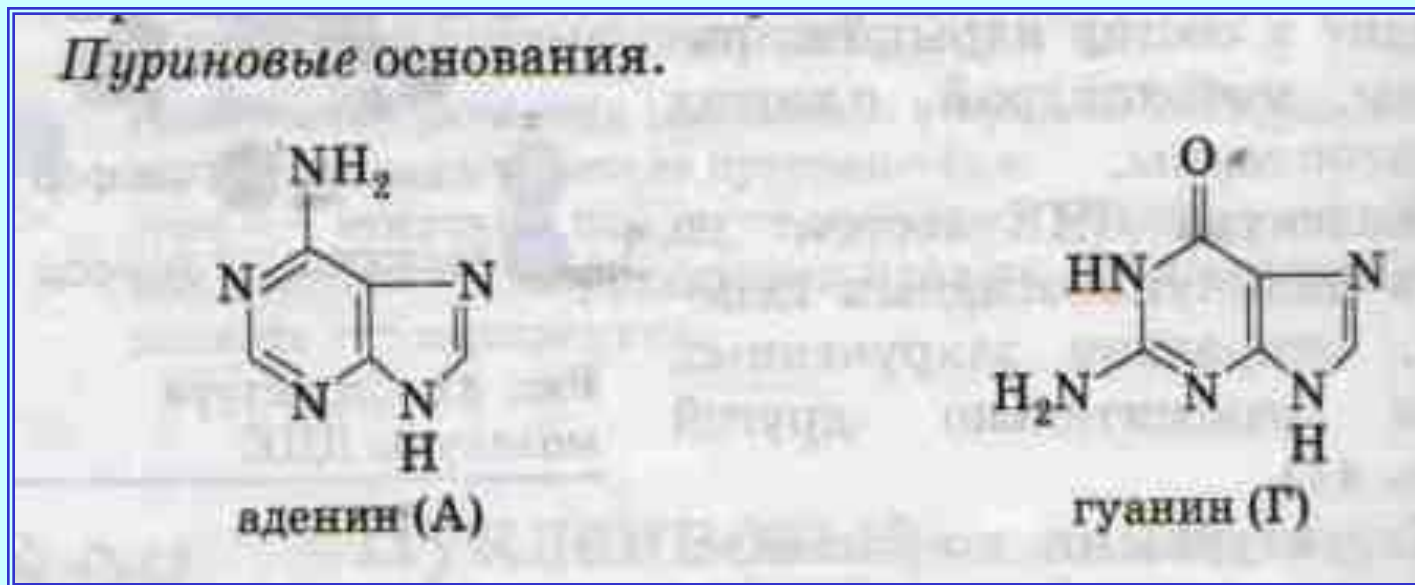 Пуриновые основания.
NH₂
O
N
N
HN
N
N
N
H₂N
N
N
H
H
аденин (А)
гуанин (Г)